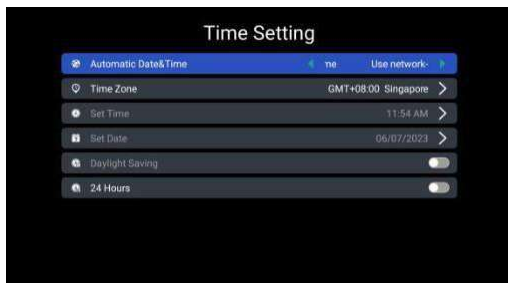 Time Setting
Automatic Date&Time ne Use network-
Time Zone GMT+08:00 Singapore
Set Time 11:54 AM
Set Date 06/07/2023
Daylight Saving
24 Hours